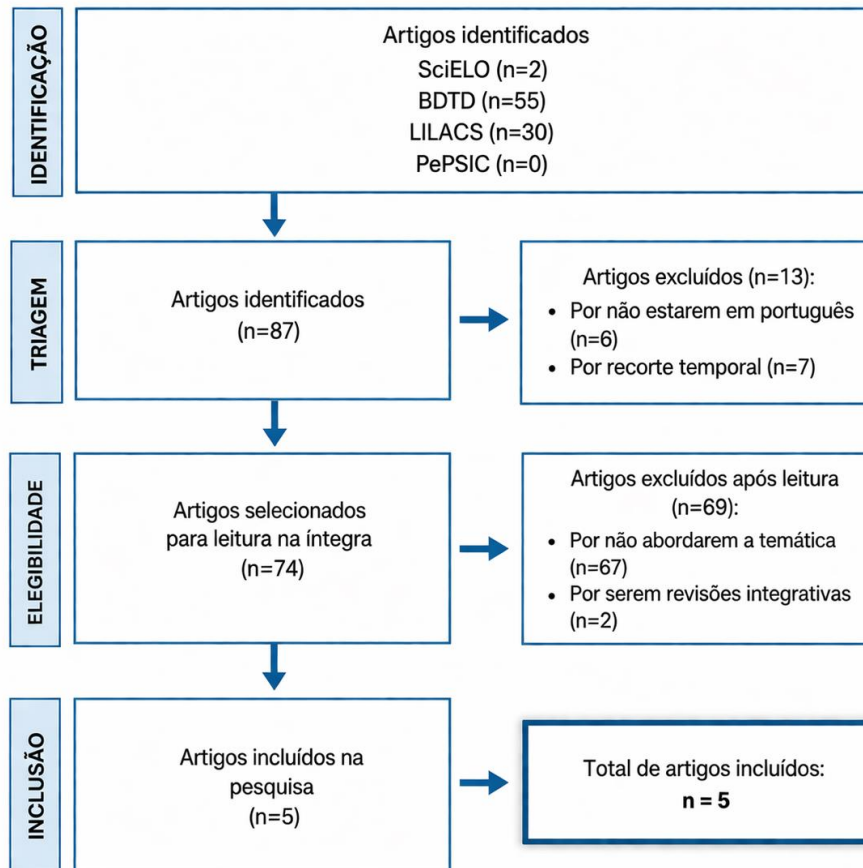 IDENTIFICAÇÃO
Artigos identificados
SciELO (n=2)
BDTD (n=55)
LILACS (n=30)
PePSIC (n=0)
TRIAGEM
Artigos identificados
(n=87)
Artigos excluídos (n=13):
• Por não estarem em português
(n=6)
• Por recorte temporal (n=7)
ELEGIBILIDADE
Artigos selecionados
para leitura na íntegra
(n=74)
Artigos excluídos após leitura
(n=69):
• Por não abordarem a temática
(n=67)
• Por serem revisões integrativas
(n=2)
INCLUSÃO
Artigos incluídos na
pesquisa
(n=5)
Total de artigos incluídos:
n = 5